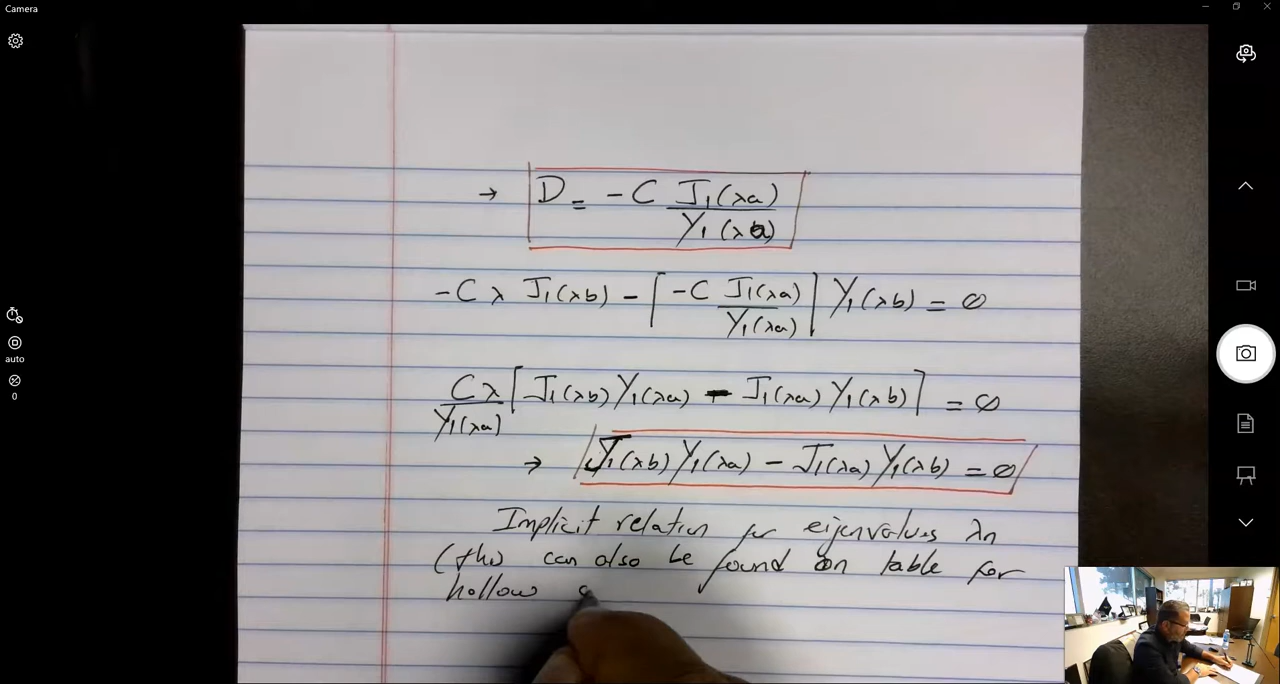 Camera
→ D = -C J₁(λa) / Y₁(λa)
-C λ J₁(λb) - [-C J₁(λa) / Y₁(λa)] Y₁(λb) = 0
Cλ / Y₁(λa) [J₁(λb) Y₁(λa) - J₁(λa) Y₁(λb)] = 0
→ J₁(λb) Y₁(λa) - J₁(λa) Y₁(λb) = 0
Implicit relation for eigenvalues λn
(this can also be found on table for
hollow
auto
0